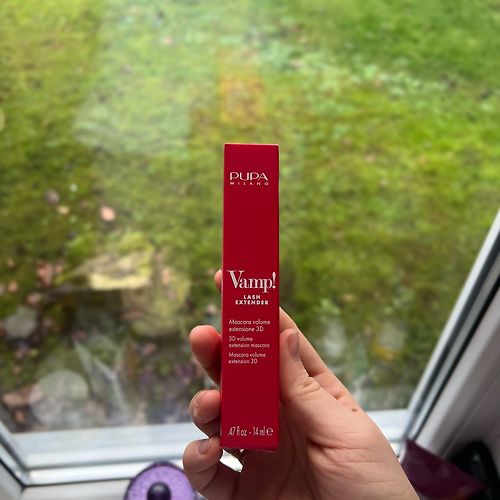 PUPA
MILANO
Vamp!
LASH
EXTENDER
Mascara volume
estensione 3D
3D volume
extension mascara
Mascara volume
extension 3D
.47 fl oz. - 14 ml ℮